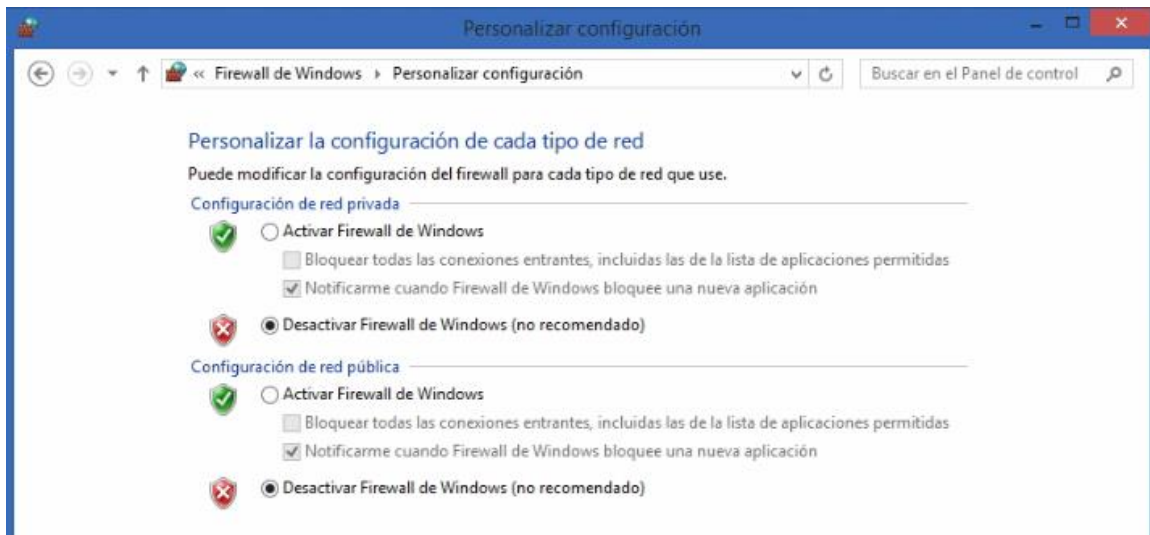 Personalizar configuración
« Firewall de Windows Personalizar configuración
Buscar en el Panel de control
Personalizar la configuración de cada tipo de red
Puede modificar la configuración del firewall para cada tipo de red que use.
Configuración de red privada
Activar Firewall de Windows
Bloquear todas las conexiones entrantes, incluidas las de la lista de aplicaciones permitidas
Notificarme cuando Firewall de Windows bloquee una nueva aplicación
Desactivar Firewall de Windows (no recomendado)
Configuración de red pública
Activar Firewall de Windows
Bloquear todas las conexiones entrantes, incluidas las de la lista de aplicaciones permitidas
Notificarme cuando Firewall de Windows bloquee una nueva aplicación
Desactivar Firewall de Windows (no recomendado)